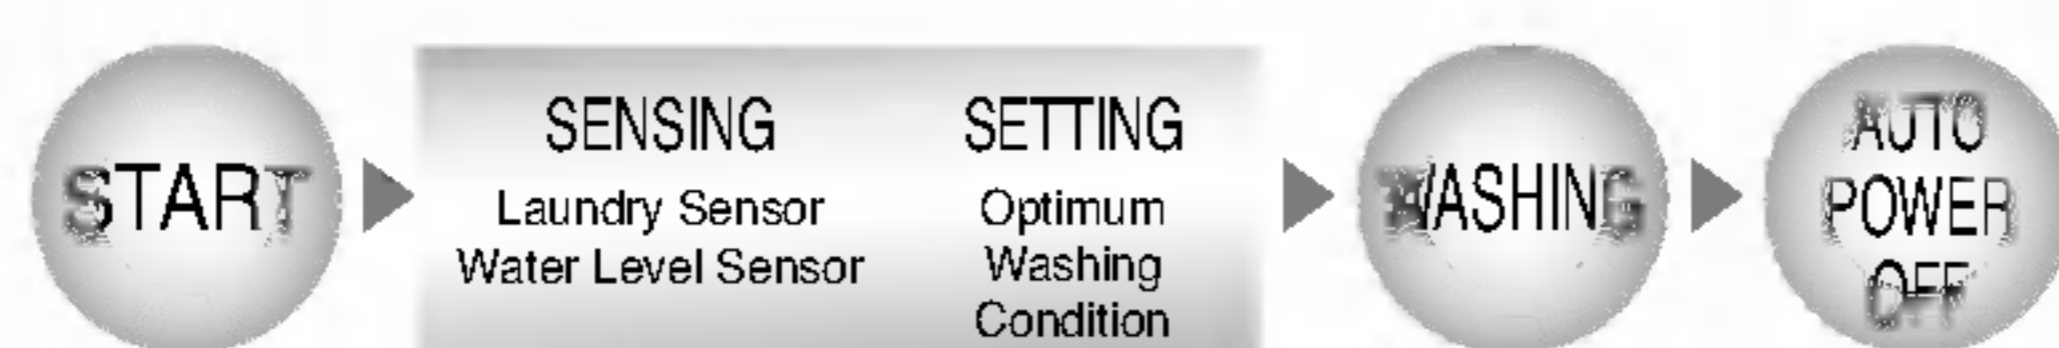 START
SENSING
Laundry Sensor
Water Level Sensor
SETTING
Optimum
Washing
Condition
WASHING
AUTO
POWER
OFF